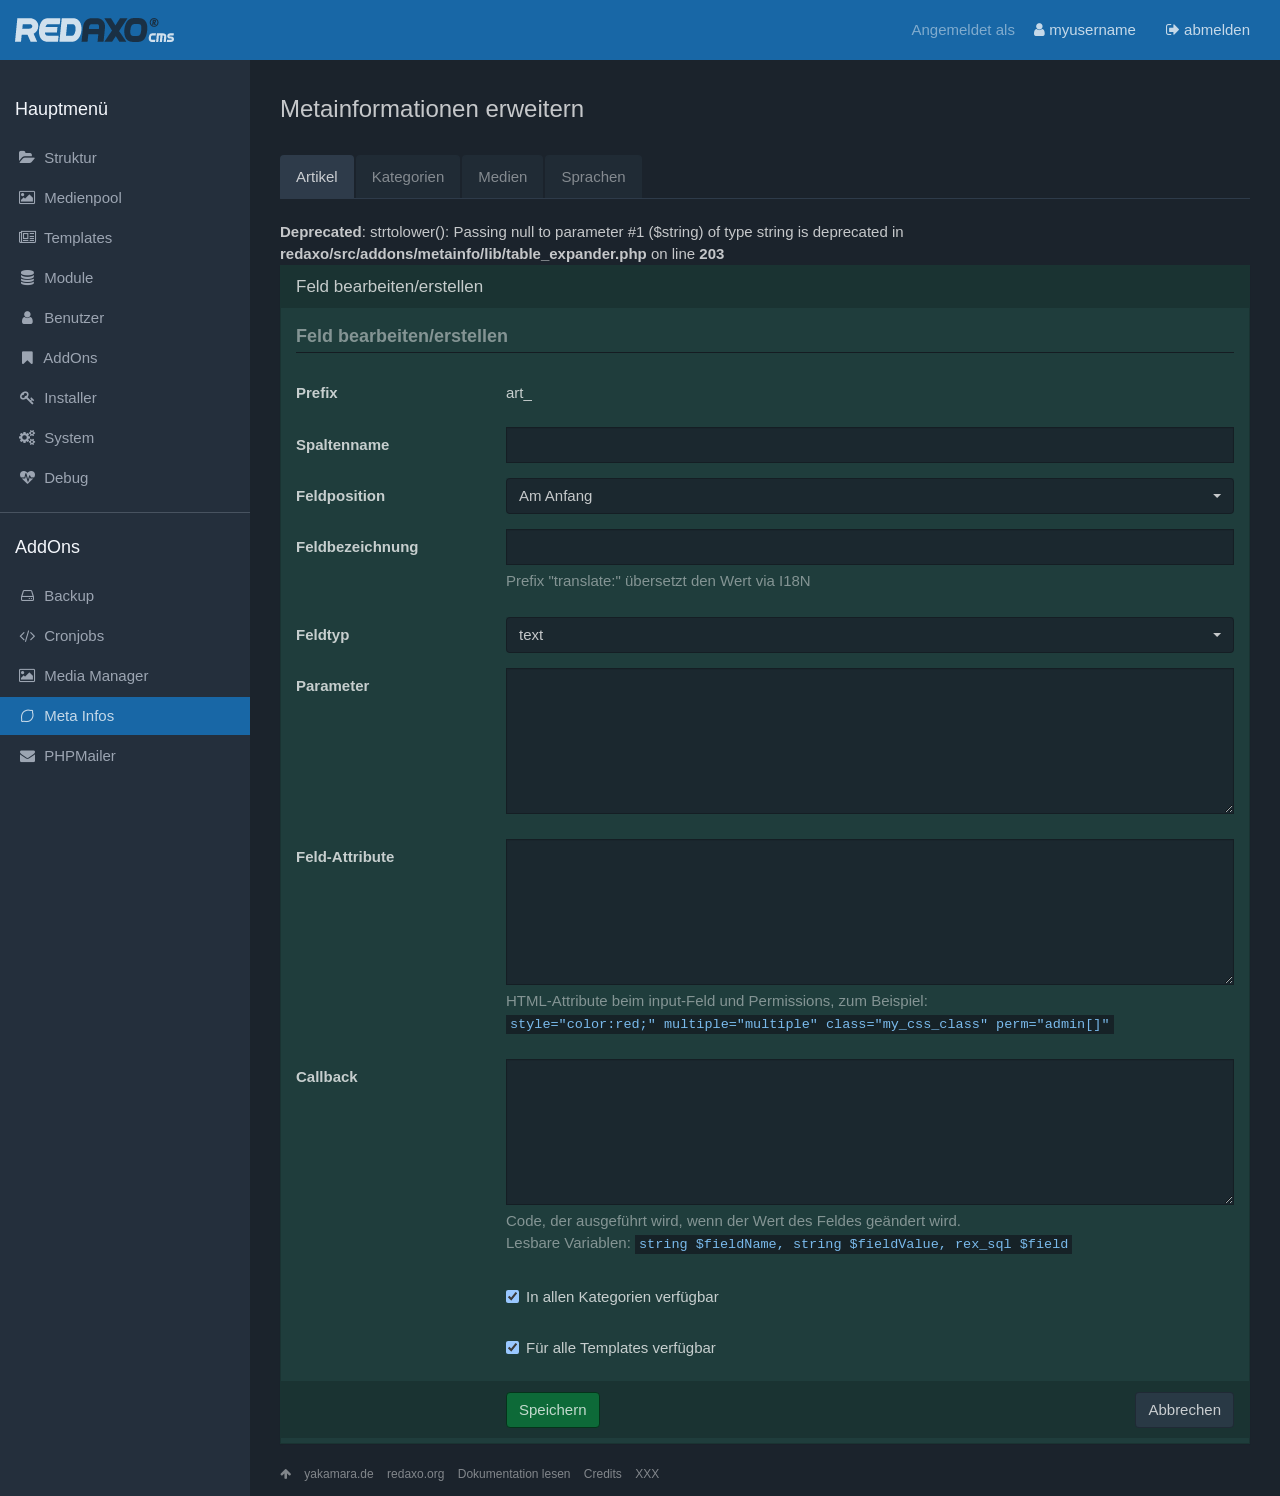 REDAXO® cms
Angemeldet als myusername abmelden
Hauptmenü
Struktur
Medienpool
Templates
Module
Benutzer
AddOns
Installer
System
Debug
AddOns
Backup
Cronjobs
Media Manager
Meta Infos
PHPMailer
Metainformationen erweitern
Artikel Kategorien Medien Sprachen
Deprecated: strtolower(): Passing null to parameter #1 ($string) of type string is deprecated in
redaxo/src/addons/metainfo/lib/table_expander.php on line 203
Feld bearbeiten/erstellen
Feld bearbeiten/erstellen
Prefix art_
Spaltenname
Feldposition Am Anfang
Feldbezeichnung
Prefix "translate:" übersetzt den Wert via I18N
Feldtyp text
Parameter
Feld-Attribute
HTML-Attribute beim input-Feld und Permissions, zum Beispiel:
style="color:red;" multiple="multiple" class="my_css_class" perm="admin[]"
Callback
Code, der ausgeführt wird, wenn der Wert des Feldes geändert wird.
Lesbare Variablen: string $fieldName, string $fieldValue, rex_sql $field
In allen Kategorien verfügbar
Für alle Templates verfügbar
Speichern Abbrechen
yakamara.de redaxo.org Dokumentation lesen Credits XXX